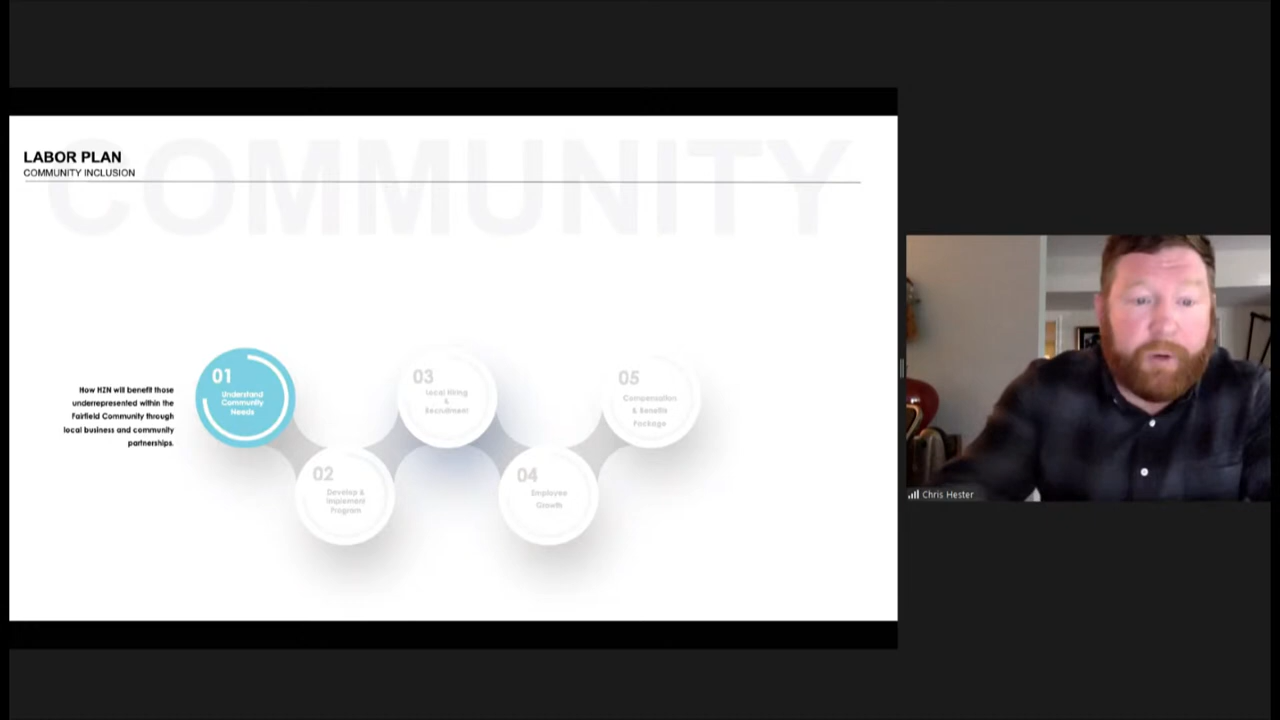 COMMUNITY
LABOR PLAN
COMMUNITY INCLUSION
How HZN will benefit those
underrepresented within the
Fairfield Community through
local business and community
partnerships.
01
Understand
Community
Needs
02
Develop &
Implement
Program
03
Local Hiring
&
Recruitment
04
Employee
Growth
05
Compensation
& Benefits
Package
Chris Hester